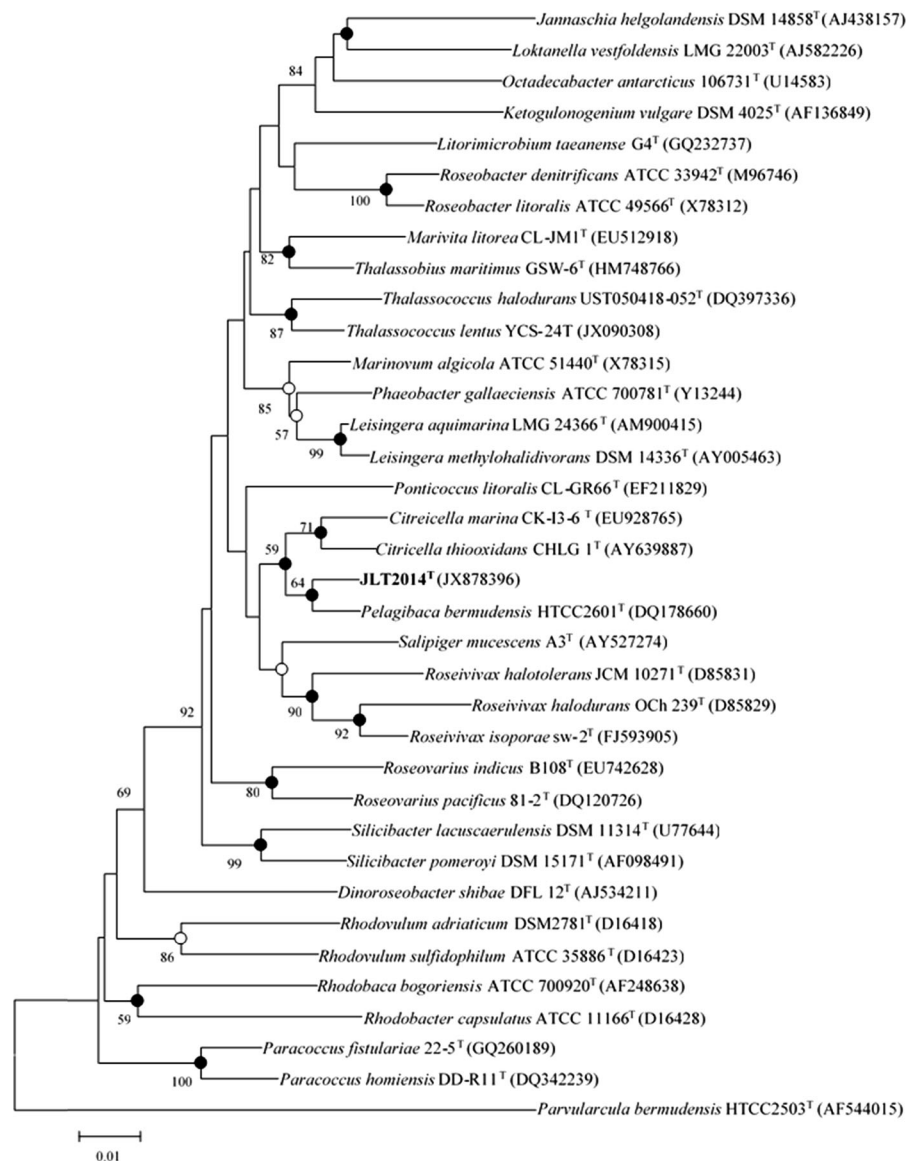 Jannaschia helgolandensis DSM 14858T (AJ438157)
Loktanella vestfoldensis LMG 22003T (AJ582226)
84
Octadecabacter antarcticus 106731T (U14583)
Ketogulonogenium vulgare DSM 4025T (AF136849)
Litorimicrobium taeanense G4T (GQ232737)
Roseobacter denitrificans ATCC 33942T (M96746)
100
Roseobacter litoralis ATCC 49566T (X78312)
Marivita litorea CL-JM1T (EU512918)
82
Thalassobius maritimus GSW-6T (HM748766)
Thalassococcus halodurans UST050418-052T (DQ397336)
87
Thalassococcus lentus YCS-24T (JX090308)
Marinovum algicola ATCC 51440T (X78315)
Phaeobacter gallaeciensis ATCC 700781T (Y13244)
85
Leisingera aquimarina LMG 24366T (AM900415)
57
99
Leisingera methylohalidivorans DSM 14336T (AY005463)
Ponticoccus litoralis CL-GR66T (EF211829)
Citreicella marina CK-I3-6 T (EU928765)
71
59
Citricella thiooxidans CHLG 1T (AY639887)
JLT2014T (JX878396)
64
Pelagibaca bermudensis HTCC2601T (DQ178660)
Salipiger mucescens A3T (AY527274)
Roseivivax halotolerans JCM 10271T (D85831)
90
Roseivivax halodurans OCh 239T (D85829)
92
92
Roseivivax isoporae sw-2T (FJ593905)
Roseovarius indicus B108T (EU742628)
80
Roseovarius pacificus 81-2T (DQ120726)
69
Silicibacter lacuscaerulensis DSM 11314T (U77644)
99
Silicibacter pomeroyi DSM 15171T (AF098491)
Dinoroseobacter shibae DFL 12T (AJ534211)
Rhodovulum adriaticum DSM2781T (D16418)
86
Rhodovulum sulfidophilum ATCC 35886T (D16423)
Rhodobaca bogoriensis ATCC 700920T (AF248638)
59
Rhodobacter capsulatus ATCC 11166T (D16428)
Paracoccus fistulariae 22-5T (GQ260189)
100
Paracoccus homiensis DD-R11T (DQ342239)
Parvularcula bermudensis HTCC2503T (AF544015)
0.01